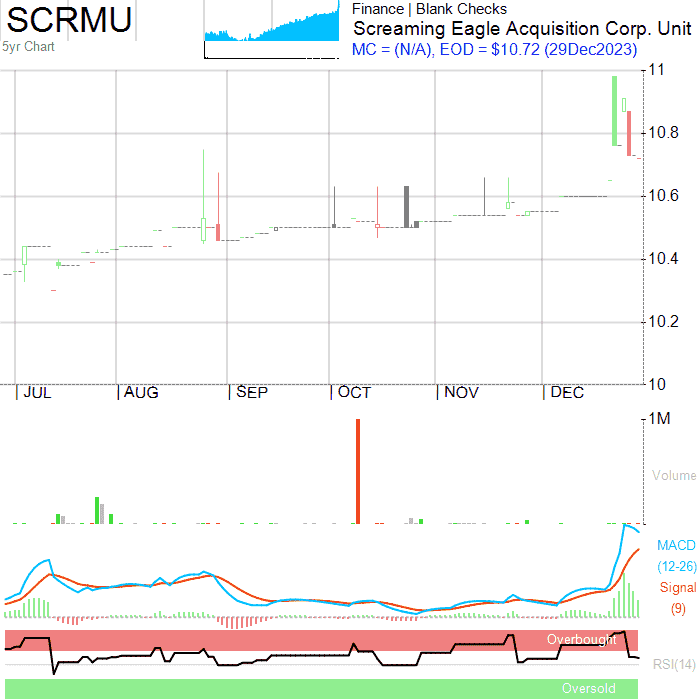 SCRMU
Finance | Blank Checks
Screaming Eagle Acquisition Corp. Unit
5yr Chart
MC = (N/A), EOD = $10.72 (29Dec2023)
11
10.8
10.6
10.4
10.2
10
| JUL | AUG | SEP | OCT | NOV | DEC
1M
Volume
MACD
(12-26)
Signal
(9)
Overbought
RSI(14)
Oversold